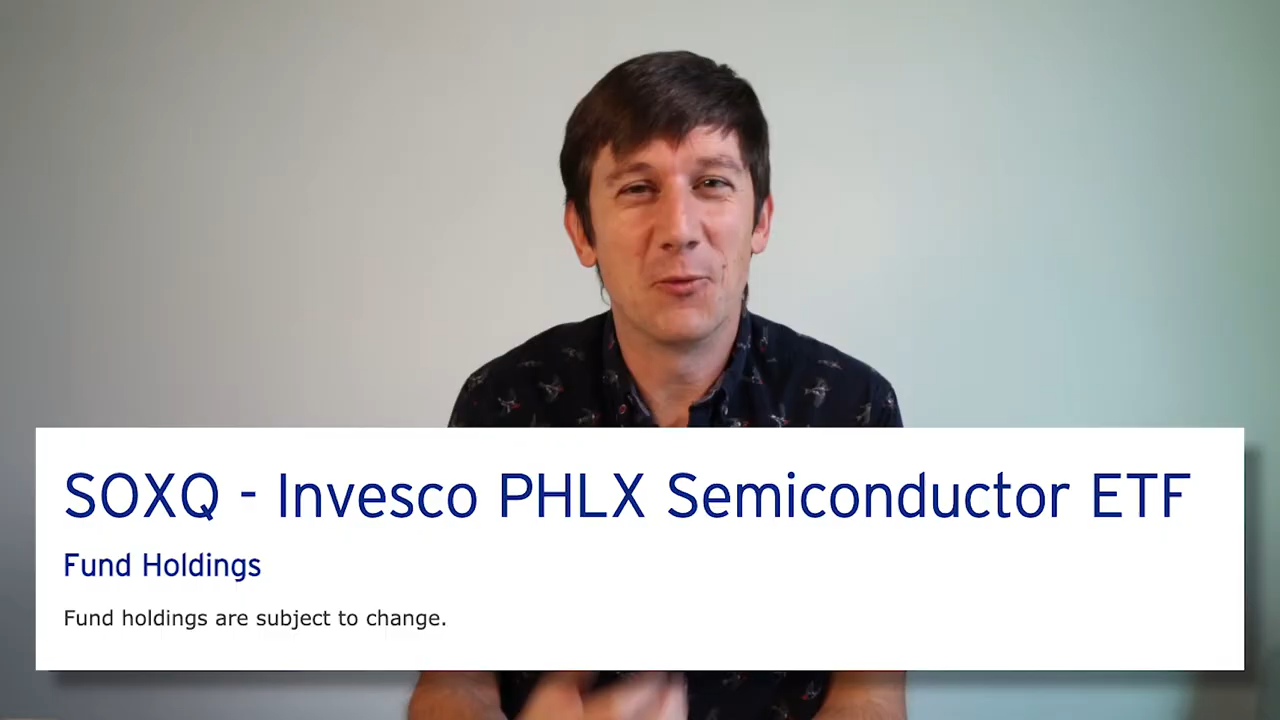 SOXQ - Invesco PHLX Semiconductor ETF
Fund Holdings
Fund holdings are subject to change.